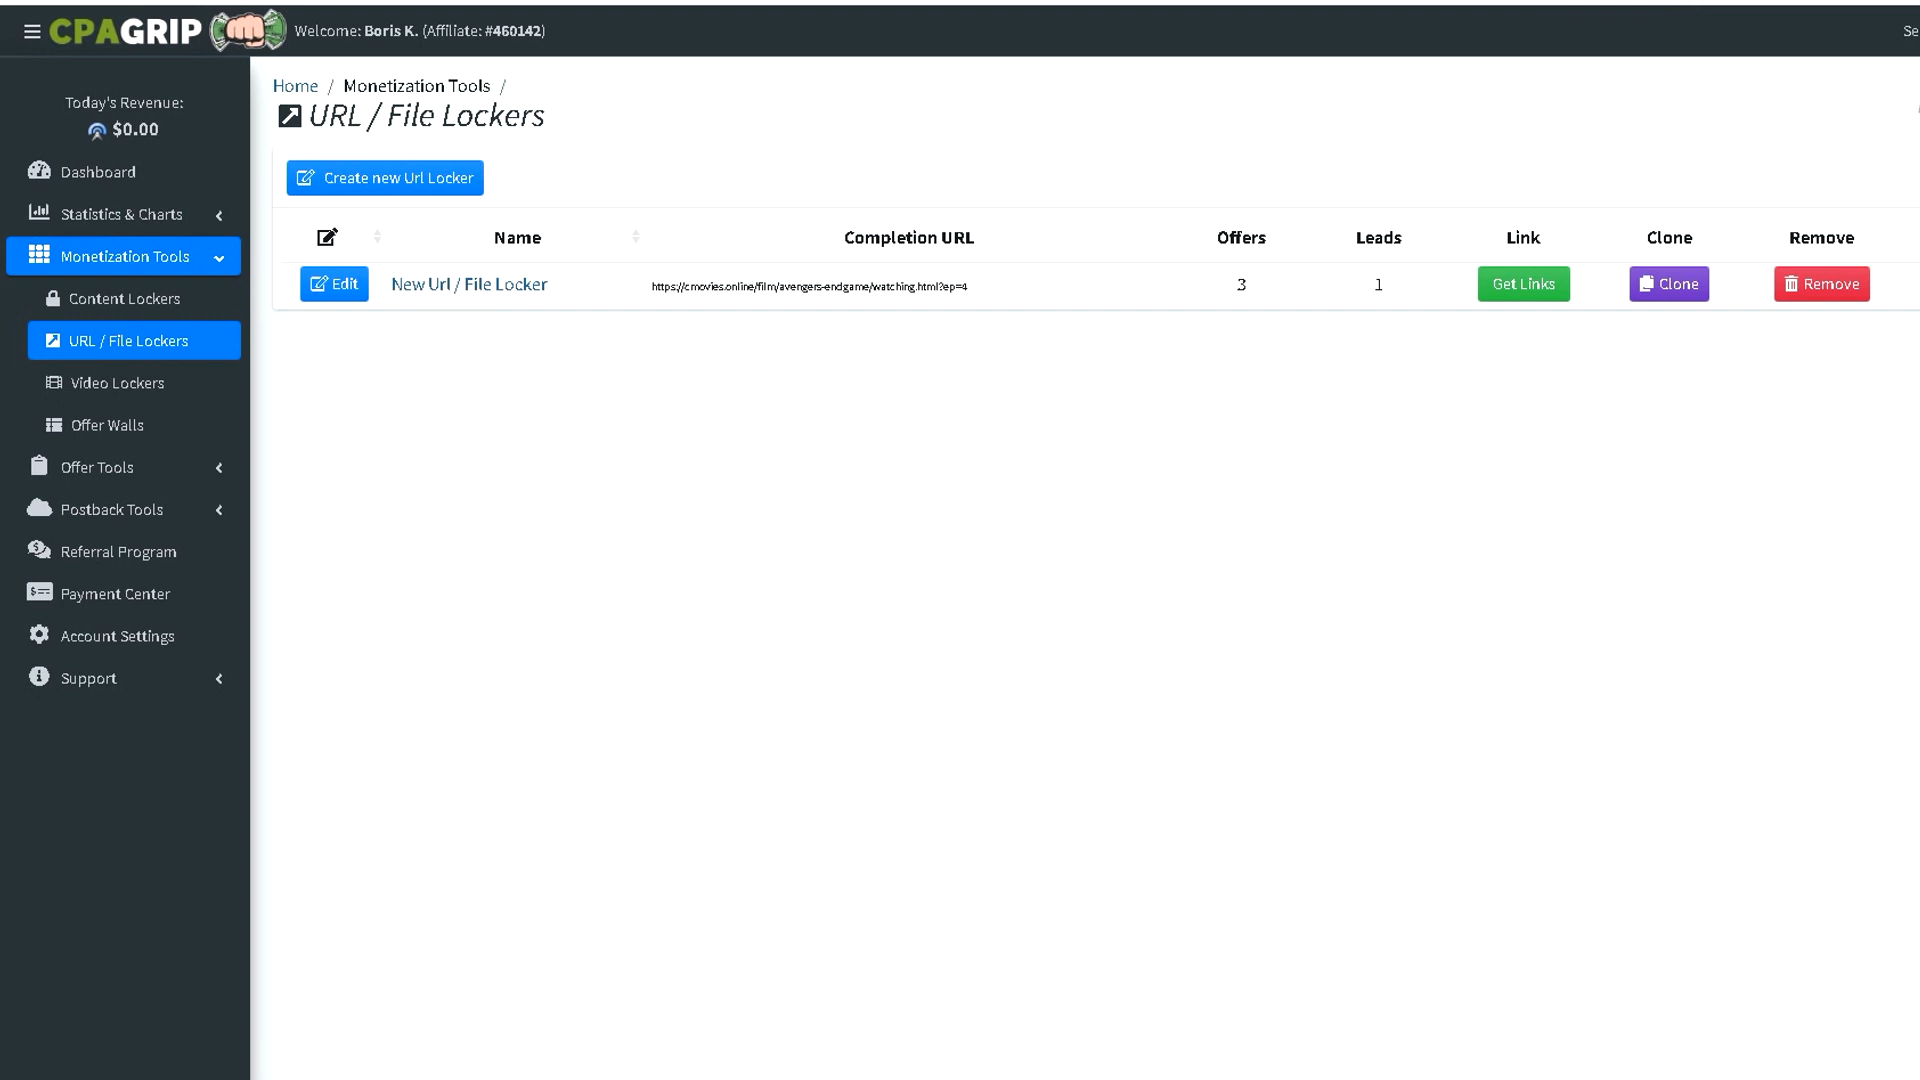 CPAGRIP Welcome: Boris K. (Affiliate: #460142) Se
Today's Revenue:
$0.00
Dashboard
Statistics & Charts
Monetization Tools
Content Lockers
URL / File Lockers
Video Lockers
Offer Walls
Offer Tools
Postback Tools
Referral Program
Payment Center
Account Settings
Support
Home / Monetization Tools /
URL / File Lockers
Create new Url Locker
Name Completion URL Offers Leads Link Clone Remove
Edit New Url / File Locker https://cmovies.online/film/avengers-endgame/watching.html?ep=4 3 1 Get Links Clone Remove